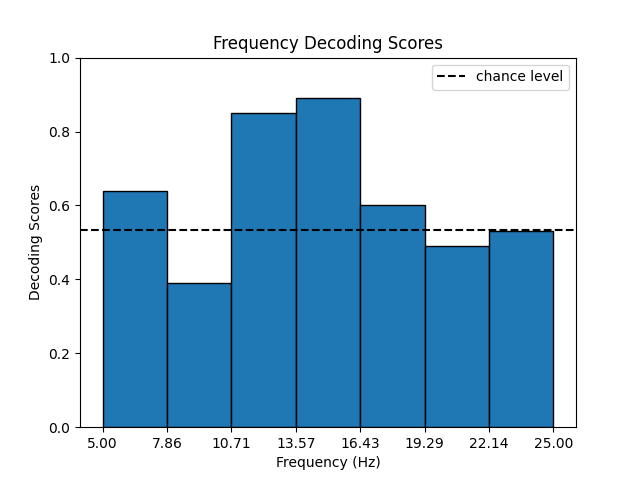 Frequency Decoding Scores
chance level
1.0
0.8
0.6
0.4
0.2
0.0
Decoding Scores
5.00 7.86 10.71 13.57 16.43 19.29 22.14 25.00
Frequency (Hz)